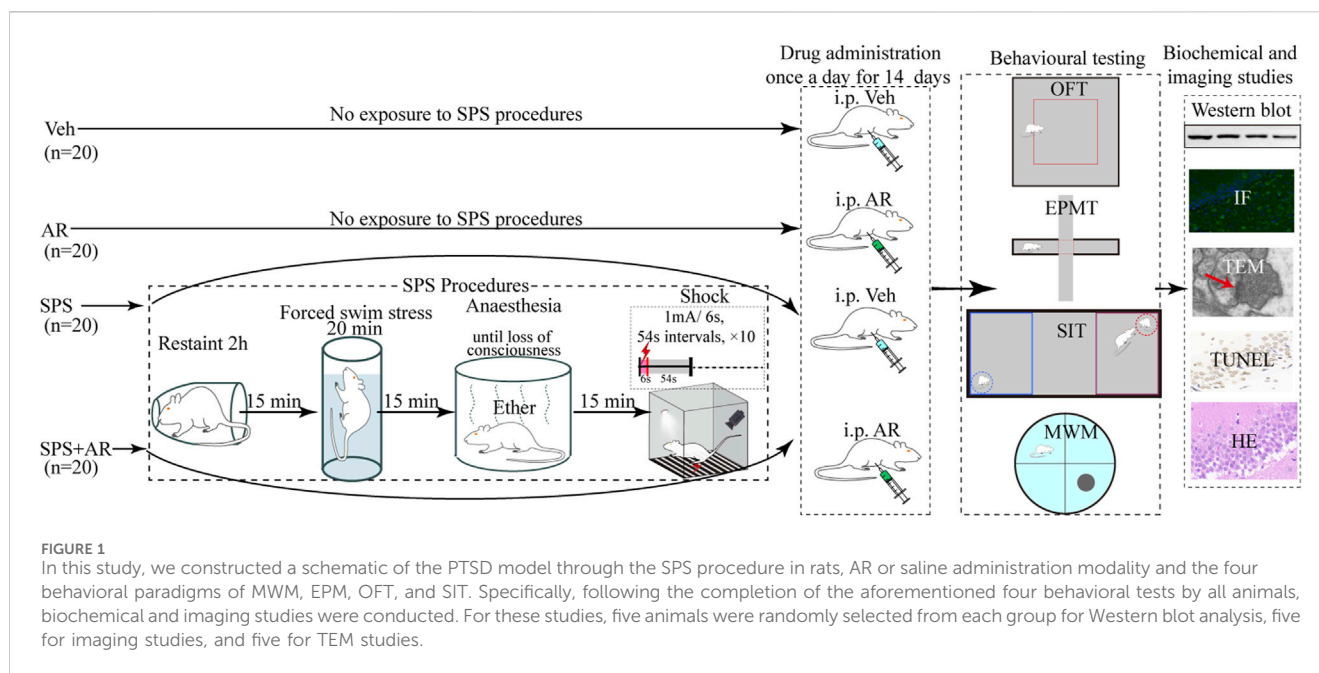 Drug administration
once a day for 14 days
Behavioural testing
Biochemical and
imaging studies
Veh
(n=20)
No exposure to SPS procedures
i.p. Veh
AR
(n=20)
No exposure to SPS procedures
i.p. AR
SPS
(n=20)
SPS Procedures
i.p. Veh
SPS+AR
(n=20)
i.p. AR
Restaint 2h
15 min
Forced swim stress
20 min
15 min
Anaesthesia
until loss of
consciousness
Ether
15 min
Shock
1mA/ 6s,
54s intervals, ×10
6s 54s
OFT
EPMT
SIT
MWM
Western blot
IF
TEM
TUNEL
HE
FIGURE 1
In this study, we constructed a schematic of the PTSD model through the SPS procedure in rats, AR or saline administration modality and the four
behavioral paradigms of MWM, EPM, OFT, and SIT. Specifically, following the completion of the aforementioned four behavioral tests by all animals,
biochemical and imaging studies were conducted. For these studies, five animals were randomly selected from each group for Western blot analysis, five
for imaging studies, and five for TEM studies.